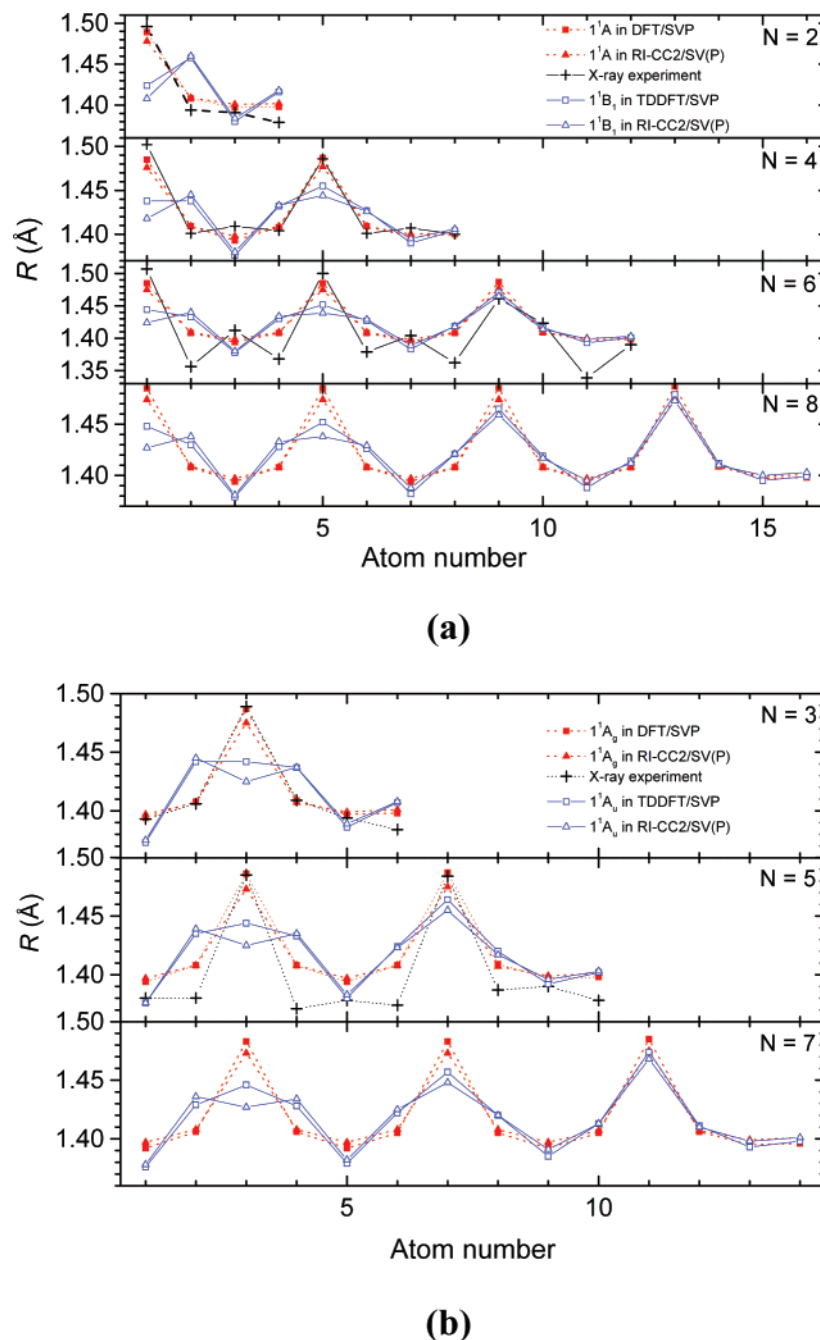 1.50
1.45
1.40
1¹A in DFT/SVP
1¹A in RI-CC2/SV(P)
X-ray experiment
1¹B₁ in TDDFT/SVP
1¹B₁ in RI-CC2/SV(P)
N = 2
1.50
1.45
1.40
N = 4
1.50
1.45
1.40
1.35
N = 6
1.45
1.40
N = 8
R (Å)
5
10
15
Atom number
(a)
1.50
1.45
1.40
1¹Ag in DFT/SVP
1¹Ag in RI-CC2/SV(P)
X-ray experiment
1¹Au in TDDFT/SVP
1¹Au in RI-CC2/SV(P)
N = 3
1.50
1.45
1.40
N = 5
1.50
1.45
1.40
N = 7
R (Å)
5
10
Atom number
(b)